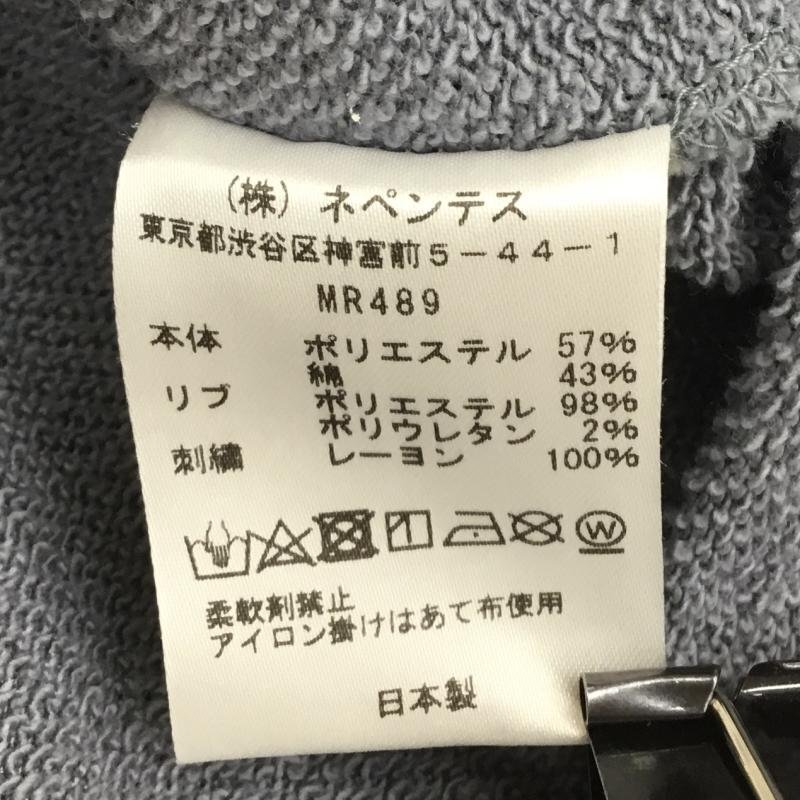 (株) ネペンテス
東京都渋谷区神宮前5-44-1
MR489
本体 ポリエステル 57%
綿 43%
リブ ポリエステル 98%
ポリウレタン 2%
刺繍 レーヨン 100%
W
柔軟剤禁止
アイロン掛けはあて布使用
日本製